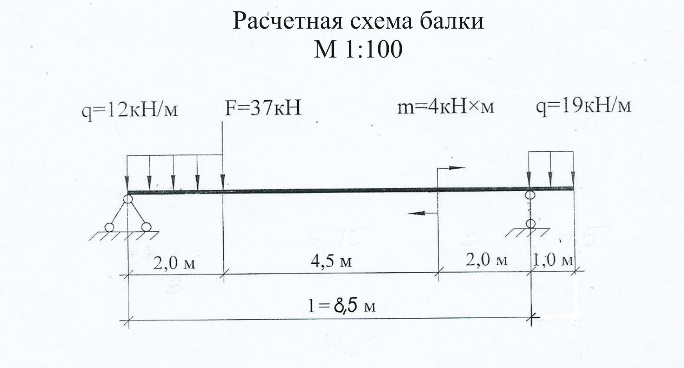 Расчетная схема балки
М 1:100
q=12кН/м F=37кН m=4кН×м q=19кН/м
2,0 м 4,5 м 2,0 м 1,0 м
l = 8,5 м